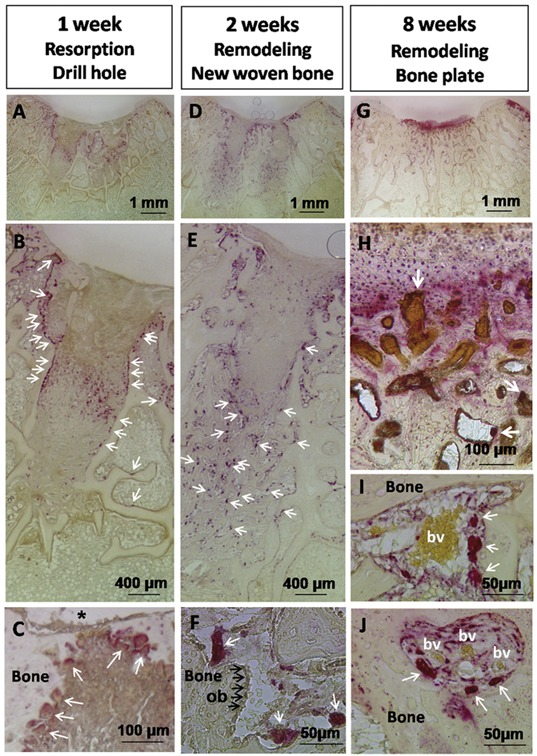 1 week
Resorption
Drill hole
2 weeks
Remodeling
New woven bone
8 weeks
Remodeling
Bone plate
A
1 mm
D
1 mm
G
1 mm
B
400 µm
E
400 µm
H
100 µm
I
Bone
bv
50µm
C
*
Bone
100 µm
F
Bone
ob
50µm
J
bv
bv
bv
Bone
50µm